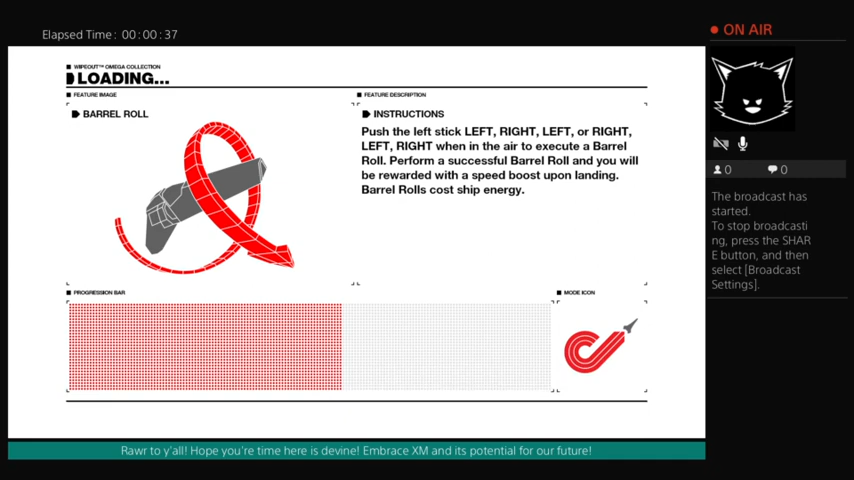 Elapsed Time: 00:00:37
ON AIR
WIPEOUT™ OMEGA COLLECTION
LOADING...
FEATURE IMAGE
FEATURE DESCRIPTION
BARREL ROLL
INSTRUCTIONS
Push the left stick LEFT, RIGHT, LEFT, or RIGHT,
LEFT, RIGHT when in the air to execute a Barrel
Roll. Perform a successful Barrel Roll and you will
be rewarded with a speed boost upon landing.
Barrel Rolls cost ship energy.
PROGRESSION BAR
MODE ICON
0
0
The broadcast has
started.
To stop broadcasti
ng, press the SHAR
E button, and then
select [Broadcast
Settings].
Rawr to y'all! Hope you're time here is devine! Embrace XM and its potential for our future!